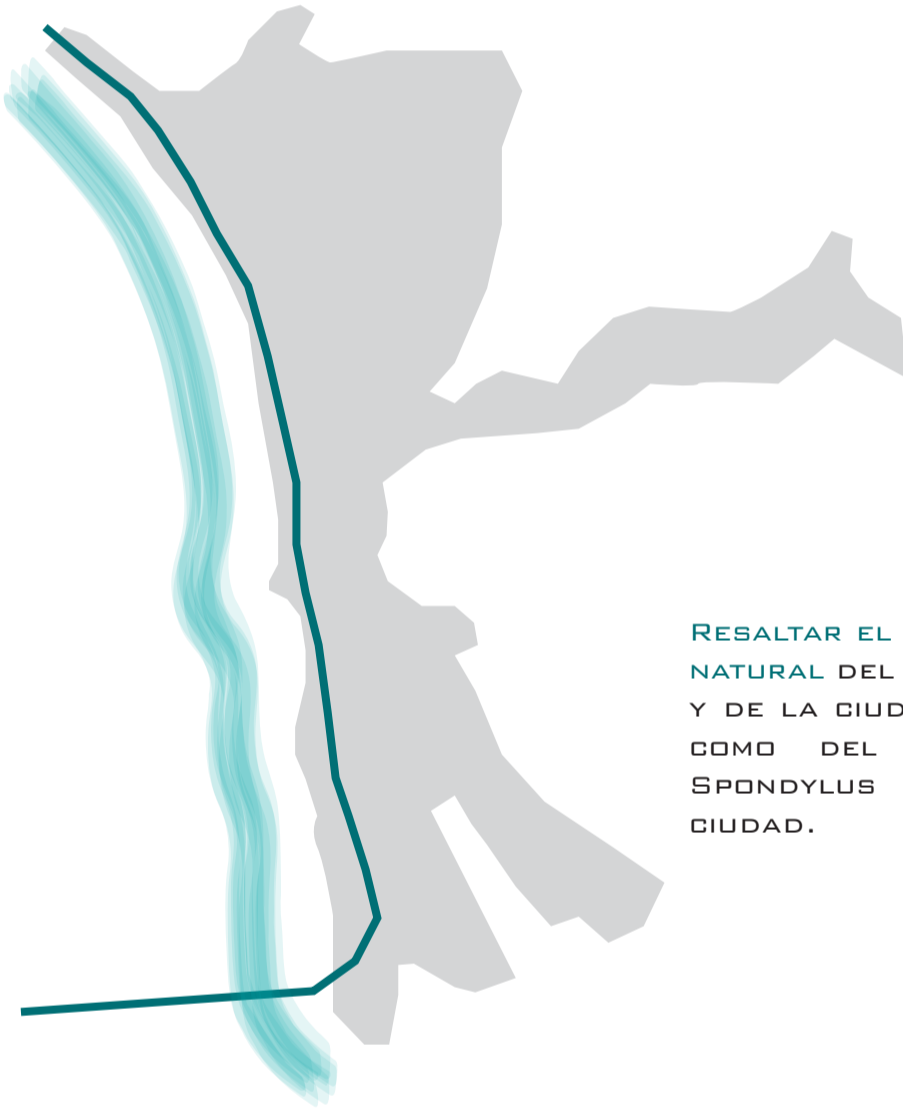 Resaltar el
natural del
y de la ciud
como del
Spondylus
ciudad.